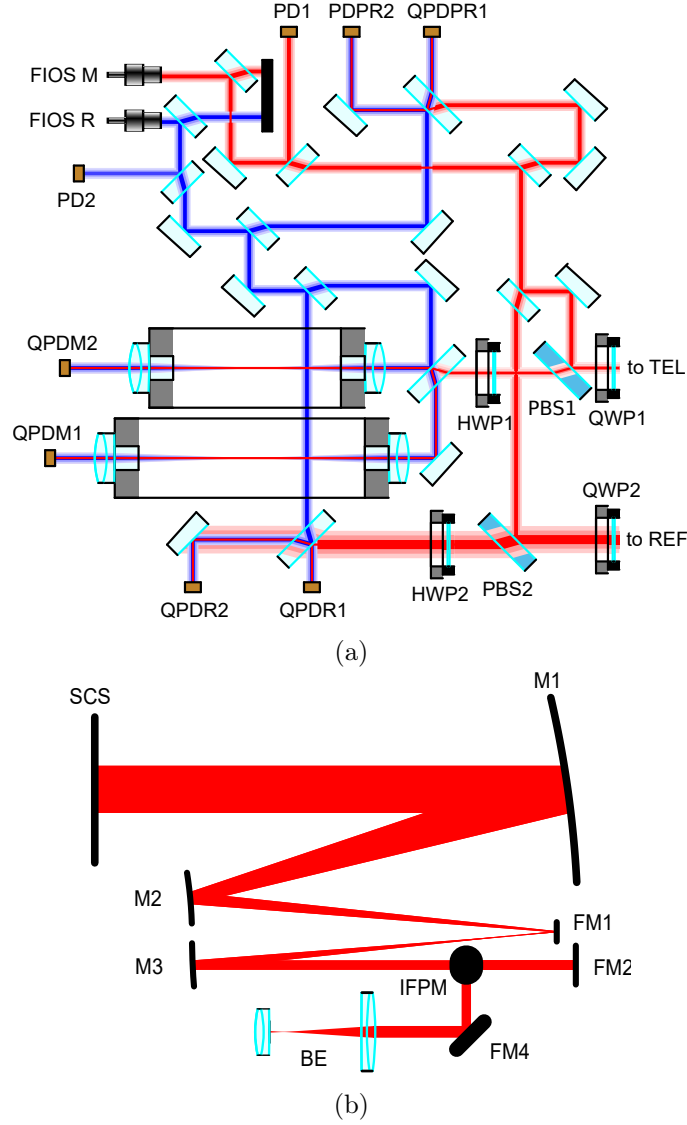 PD1 PDPR2 QPDPR1
FIOS M
FIOS R
PD2
QPDM2
to TEL
HWP1
PBS1
QWP1
QPDM1
QWP2
to REF
HWP2
PBS2
QPDR2
QPDR1
(a)
SCS
M1
M2
FM1
M3
IFPM
FM2
BE
FM4
(b)